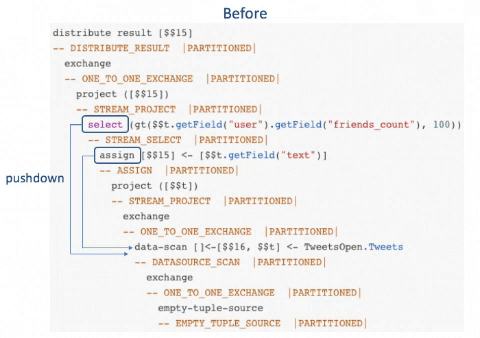 Before
distribute result [$$15]
-- DISTRIBUTE_RESULT |PARTITIONED|
exchange
-- ONE_TO_ONE_EXCHANGE |PARTITIONED|
project ([$$15])
-- STREAM_PROJECT |PARTITIONED|
select (gt($$t.getField("user").getField("friends_count"), 100))
-- STREAM_SELECT |PARTITIONED|
assign [$$15] <- [$$t.getField("text")]
pushdown
-- ASSIGN |PARTITIONED|
project ([$$t])
-- STREAM_PROJECT |PARTITIONED|
exchange
-- ONE_TO_ONE_EXCHANGE |PARTITIONED|
data-scan []<-[$$16, $$t] <- TweetsOpen.Tweets
-- DATASOURCE_SCAN |PARTITIONED|
exchange
-- ONE_TO_ONE_EXCHANGE |PARTITIONED|
empty-tuple-source
-- EMPTY_TUPLE_SOURCE |PARTITIONED|